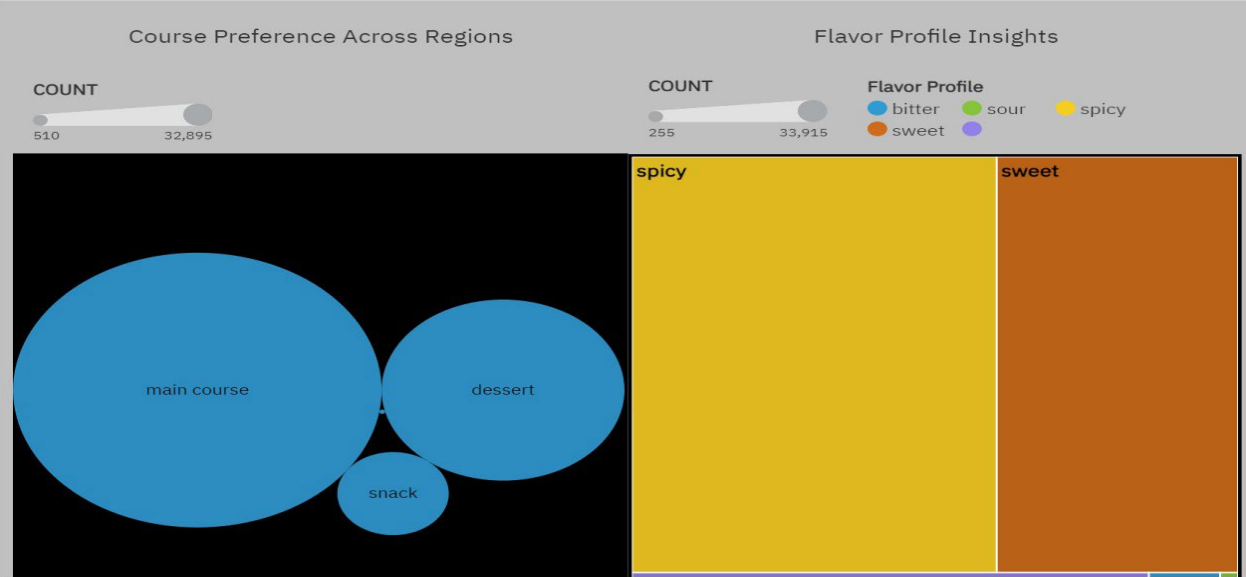 Course Preference Across Regions
COUNT
510 32,895
main course
dessert
snack
Flavor Profile Insights
COUNT
255 33,915
Flavor Profile
bitter sour spicy
sweet
spicy
sweet